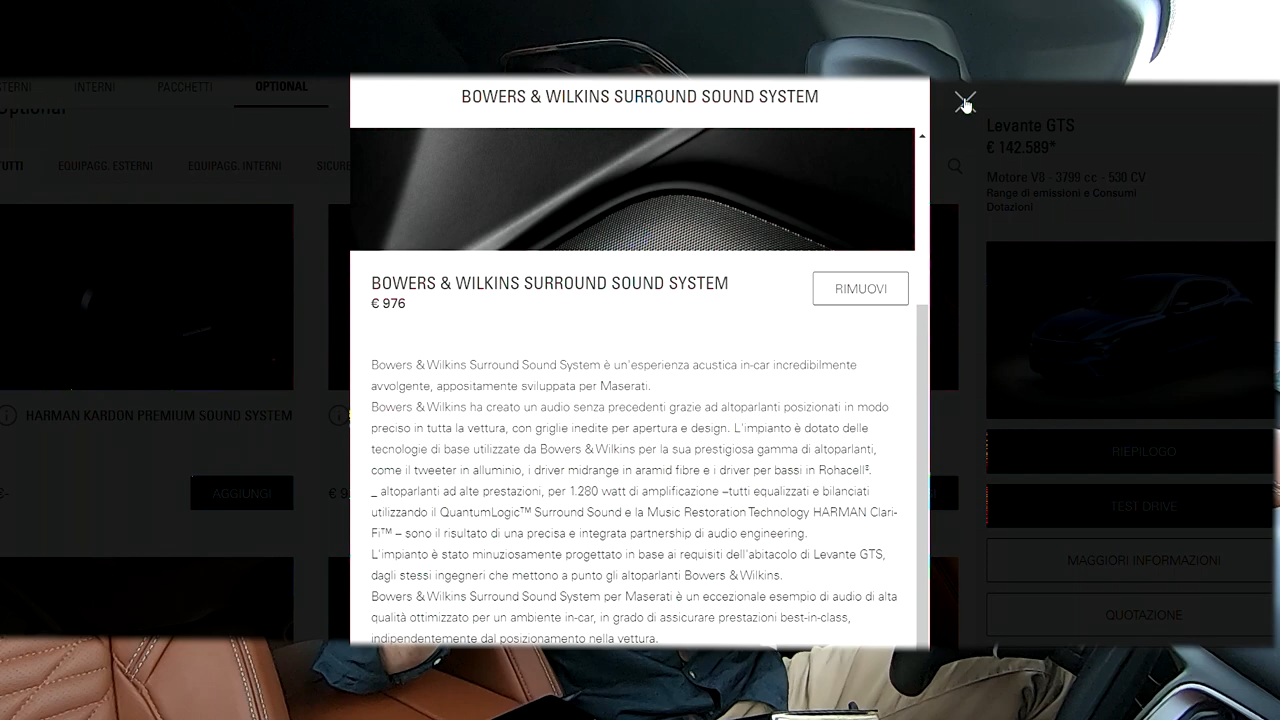 BOWERS & WILKINS SURROUND SOUND SYSTEM
INTERNI
PACCHETTI
OPTIONAL
Optional
TUTTI
EQUIPAGG. ESTERNI
EQUIPAGG. INTERNI
Levante GTS
€ 142.589*
Motore V8 - 3799 cc - 530 CV
Range di emissioni e Consumi
Dotazioni
BOWERS & WILKINS SURROUND SOUND SYSTEM
€ 976
RIMUOVI
Bowers & Wilkins Surround Sound System è un'esperienza acustica in-car incredibilmente
avvolgente, appositamente sviluppata per Maserati.
Bowers & Wilkins ha creato un audio senza precedenti grazie ad altoparlanti posizionati in modo
preciso in tutta la vettura, con griglie inedite per apertura e design. L'impianto è dotato delle
tecnologie di base utilizzate da Bowers & Wilkins per la sua prestigiosa gamma di altoparlanti,
come il tweeter in alluminio, i driver midrange in aramid fibre e i driver per bassi in Rohacell®.
_ altoparlanti ad alte prestazioni, per 1.280 watt di amplificazione –tutti equalizzati e bilanciati
utilizzando il QuantumLogic™ Surround Sound e la Music Restoration Technology HARMAN Clari-
Fi™ – sono il risultato di una precisa e integrata partnership di audio engineering.
L'impianto è stato minuziosamente progettato in base ai requisiti dell'abitacolo di Levante GTS,
dagli stessi ingegneri che mettono a punto gli altoparlanti Bowers & Wilkins.
Bowers & Wilkins Surround Sound System per Maserati è un eccezionale esempio di audio di alta
qualità ottimizzato per un ambiente in-car, in grado di assicurare prestazioni best-in-class,
indipendentemente dal posizionamento nella vettura.
HARMAN KARDON PREMIUM SOUND SYSTEM
AGGIUNGI
RIEPILOGO
TEST DRIVE
MAGGIORI INFORMAZIONI
QUOTAZIONE